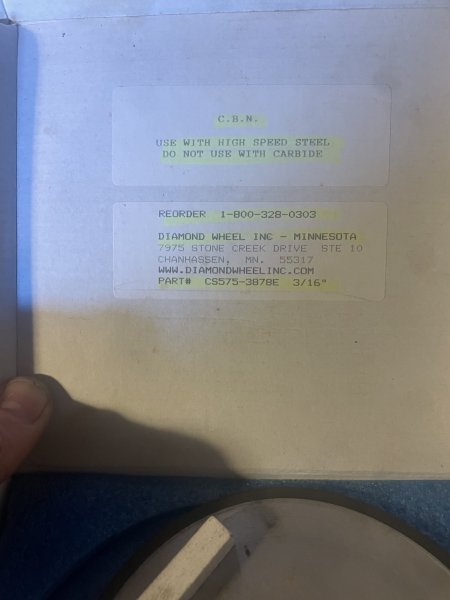 C.B.N.
USE WITH HIGH SPEED STEEL
DO NOT USE WITH CARBIDE
REORDER 1-800-328-0303
DIAMOND WHEEL INC - MINNESOTA
7975 STONE CREEK DRIVE STE 10
CHANHASSEN, MN. 55317
WWW.DIAMONDWHEELINC.COM
PART# CS575-3878E 3/16"